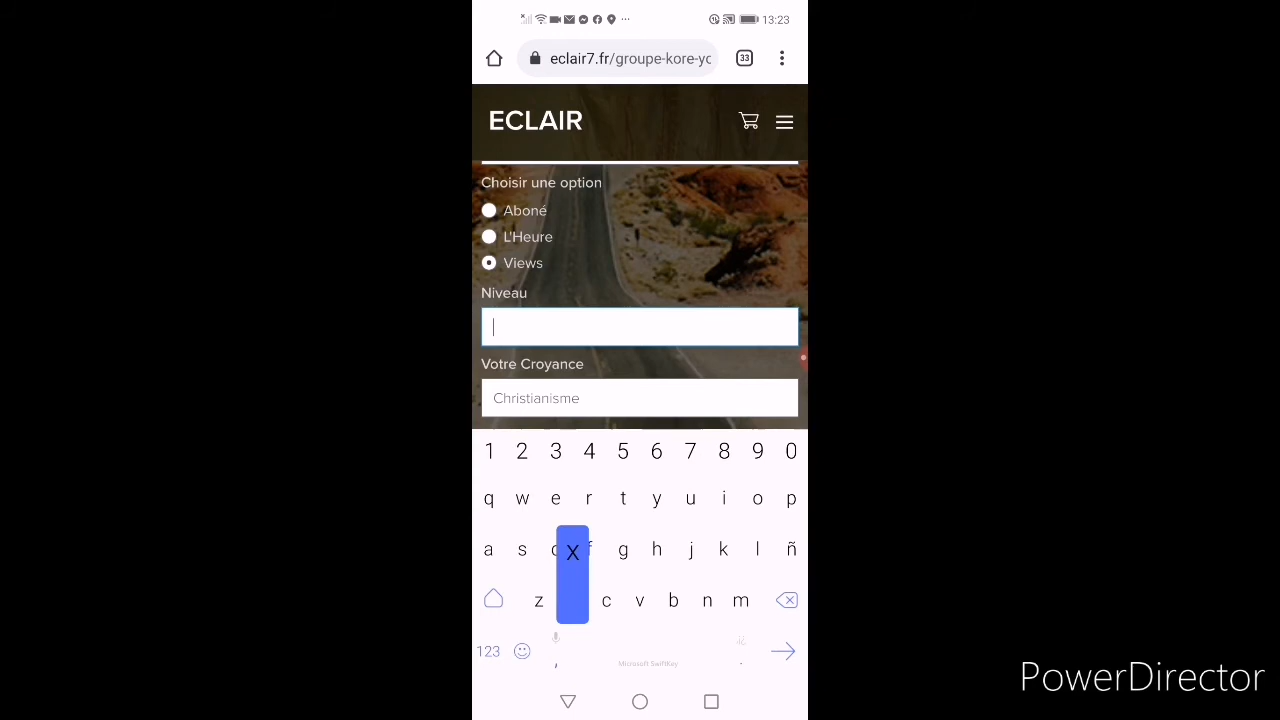 13:23
eclair7.fr/groupe-kore-yc
33
ECLAIR
Choisir une option
Aboné
L'Heure
Views
Niveau
Votre Croyance
Christianisme
1 2 3 4 5 6 7 8 9 0
q w e r t y u i o p
a s d X f g h j k l ñ
z c v b n m
123 , Microsoft SwiftKey .
PowerDirector